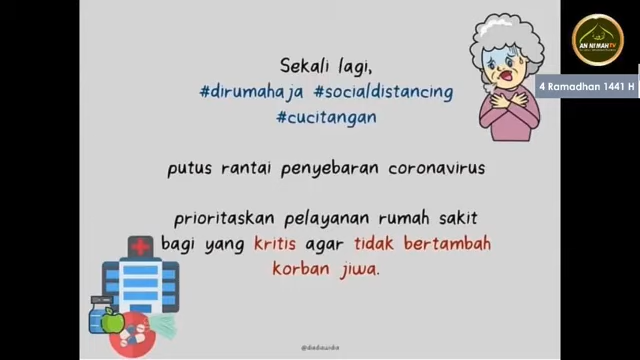 Sekali lagi,
#dirumahaja #socialdistancing
#cucitangan
putus rantai penyebaran coronavirus
prioritaskan pelayanan rumah sakit
bagi yang kritis agar tidak bertambah
korban jiwa.
AN NI'MAH TV
4 Ramadhan 1441 H